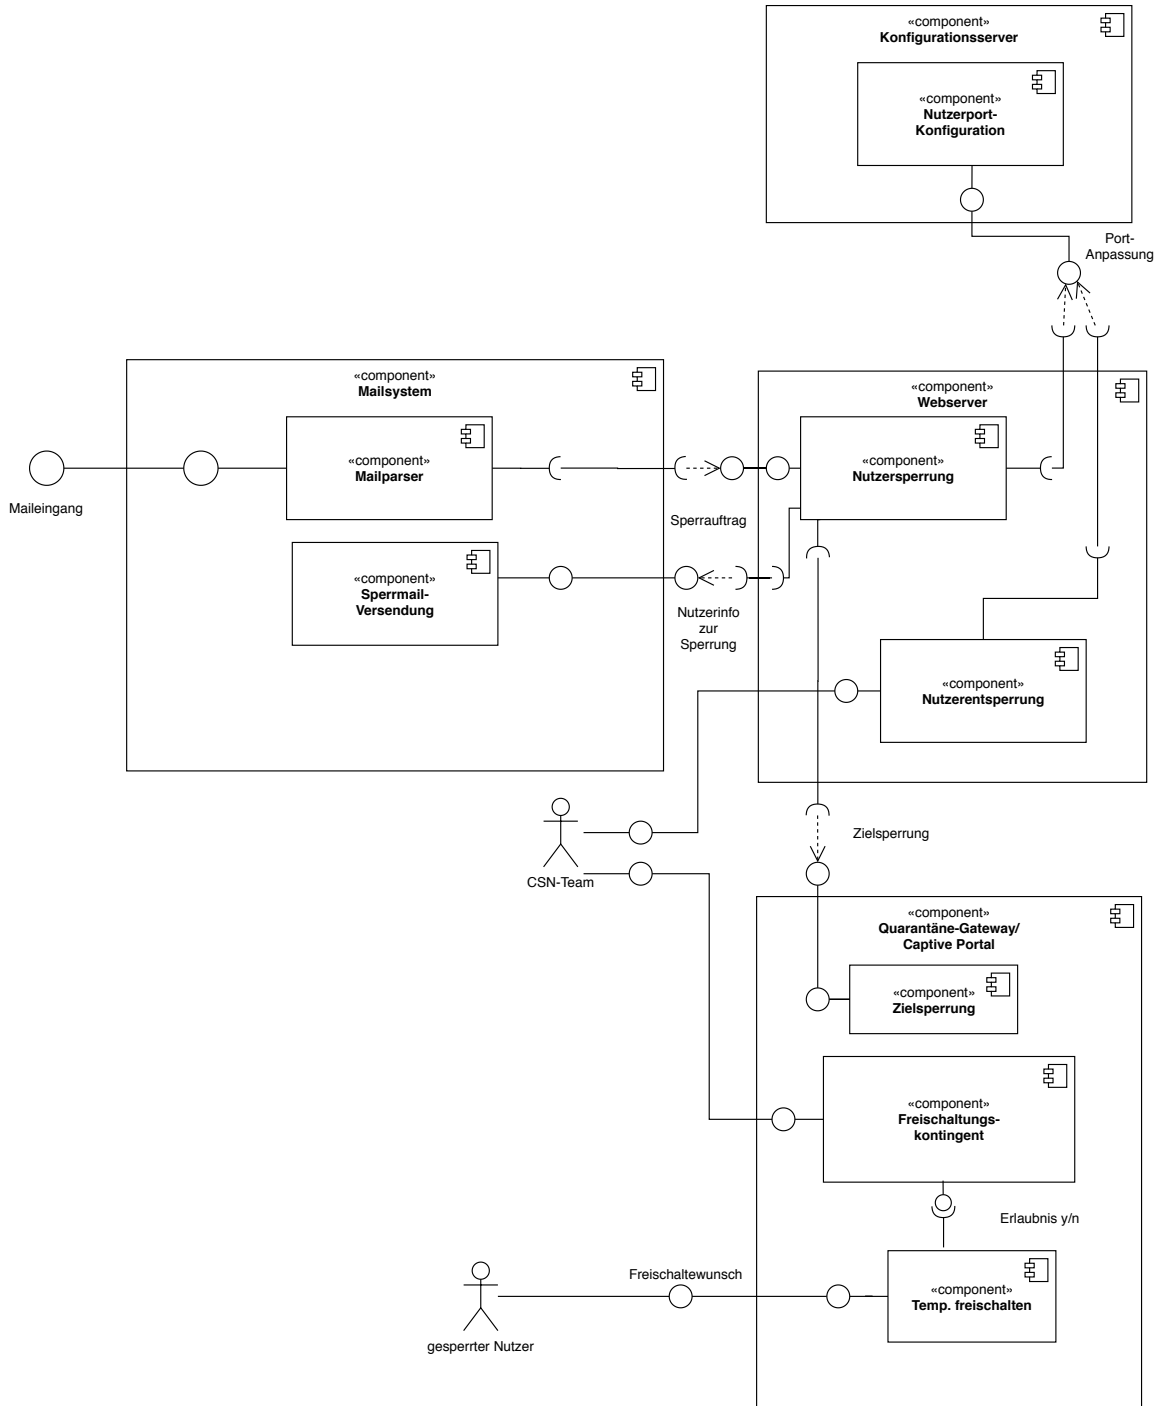 «component»
Konfigurationsserver
«component»
Nutzerport-
Konfiguration
Port-
Anpassung
«component»
Mailsystem
«component»
Mailparser
Maileingang
«component»
Sperrmail-
Versendung
Sperrauftrag
Nutzerinfo
zur
Sperrung
«component»
Webserver
«component»
Nutzersperrung
«component»
Nutzerentsperrung
CSN-Team
Zielsperrung
«component»
Quarantäne-Gateway/
Captive Portal
«component»
Zielsperrung
«component»
Freischaltungs-
kontingent
Erlaubnis y/n
«component»
Temp. freischalten
Freischaltewunsch
gesperrter Nutzer